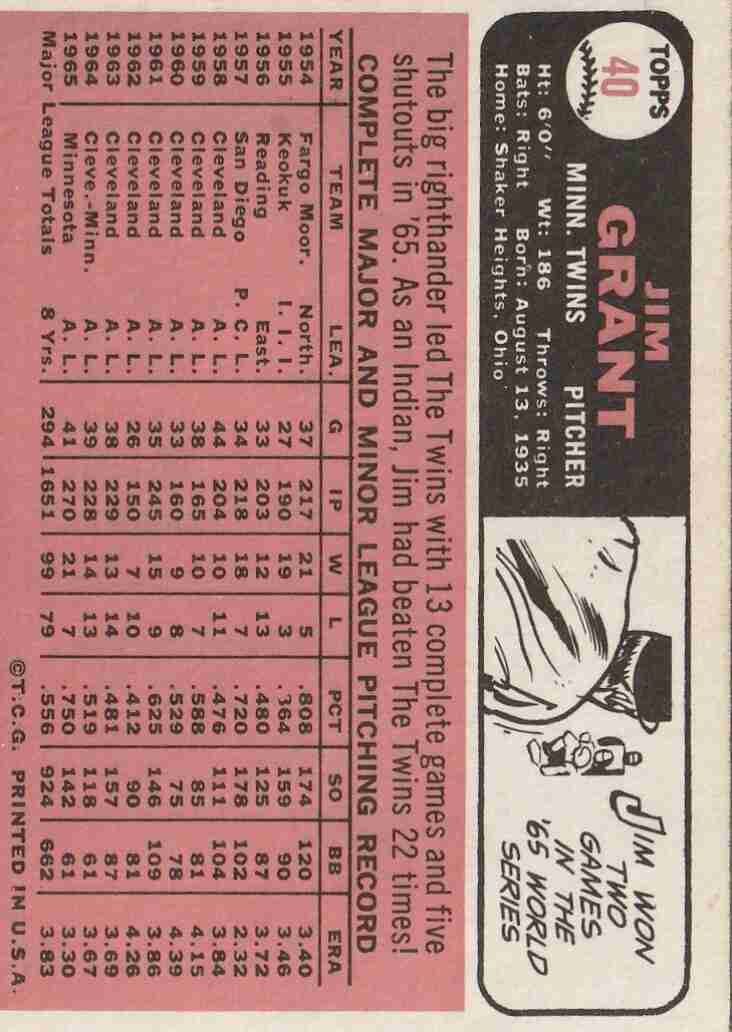 TOPPS
40
JIM
GRANT
MINN. TWINS PITCHER
Ht: 6'0" Wt: 186 Throws: Right
Bats: Right Born: August 13, 1935
Home: Shaker Heights, Ohio
JIM WON
TWO
GAMES
IN THE
'65 WORLD
SERIES
The big righthander led The Twins with 13 complete games and five
shutouts in '65. As an Indian, Jim had beaten The Twins 22 times!
COMPLETE MAJOR AND MINOR LEAGUE PITCHING RECORD
YEAR TEAM LEA. G IP W L PCT SO BB ERA
1954 Fargo Moor. North. 37 217 21 5 .808 174 120 3.40
1955 Keokuk I. I. I. 27 190 19 3 .364 159 90 3.46
1956 Reading East. 33 203 12 13 .480 125 87 3.72
1957 San Diego P. C. L. 34 218 18 7 .720 178 102 2.32
1958 Cleveland A. L. 44 204 10 11 .476 111 104 3.84
1959 Cleveland A. L. 38 165 10 7 .588 85 81 4.15
1960 Cleveland A. L. 33 160 9 8 .529 75 78 4.39
1961 Cleveland A. L. 35 245 15 9 .625 146 109 3.86
1962 Cleveland A. L. 26 150 7 10 .412 90 81 4.26
1963 Cleveland A. L. 38 229 13 14 .481 157 87 3.69
1964 Cleve.-Minn. A. L. 39 228 14 13 .519 118 61 3.67
1965 Minnesota A. L. 41 270 21 7 .750 142 61 3.30
Major League Totals 8 Yrs. 294 1651 99 79 .556 924 662 3.83
©T.C.G. PRINTED IN U.S.A.